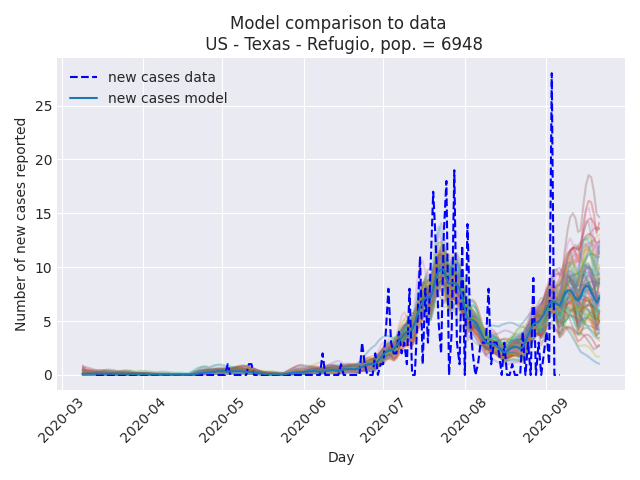 Model comparison to data
US - Texas - Refugio, pop. = 6948
new cases data
new cases model
Number of new cases reported
25
20
15
10
5
0
2020-03
2020-04
2020-05
2020-06
2020-07
2020-08
2020-09
Day